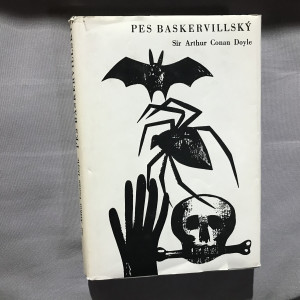 PES BASKERVILLSKÝ
Sir Arthur Conan Doyle